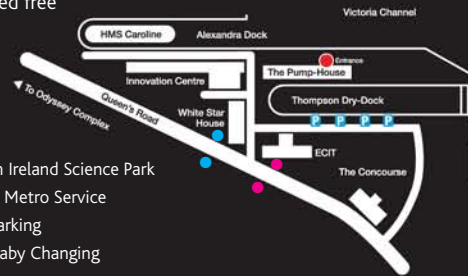 ed free
Victoria Channel
HMS Caroline
Alexandra Dock
Entrance
The Pump-House
Innovation Centre
To Odyssey Complex
Queen's Road
Thompson Dry-Dock
White Star
House
P P P P
ECIT
n Ireland Science Park
The Concourse
Metro Service
arking
aby Changing